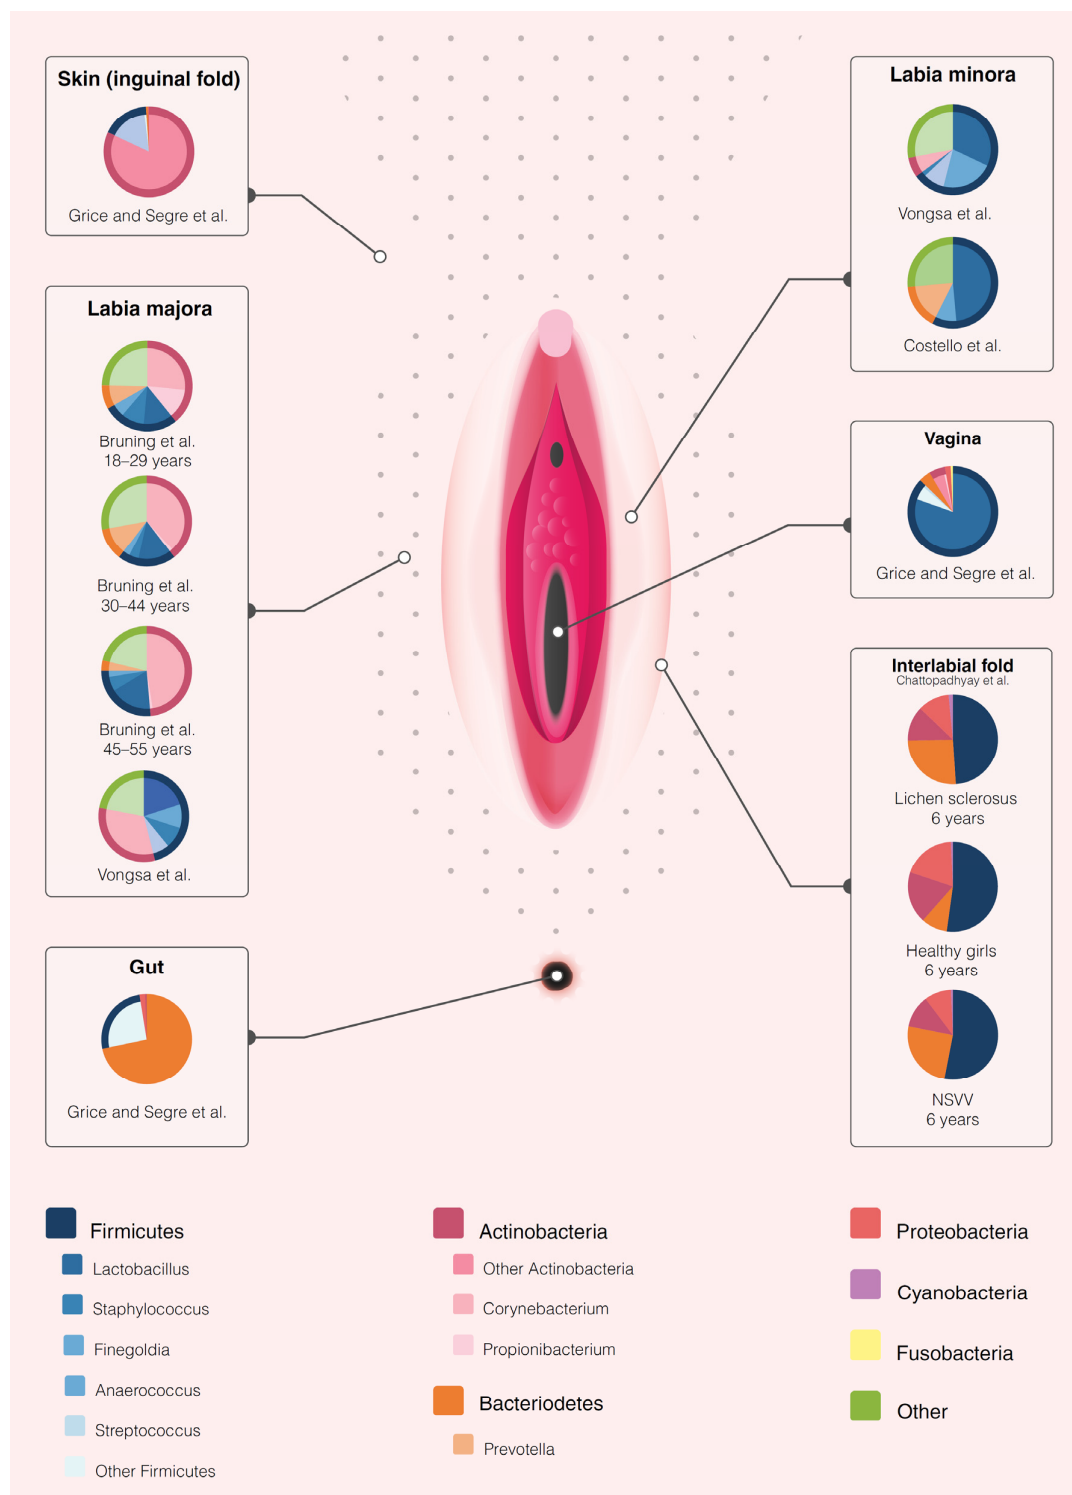 Skin (inguinal fold)
Grice and Segre et al.
Labia majora
Bruning et al.
18–29 years
Bruning et al.
30–44 years
Bruning et al.
45–55 years
Vongsa et al.
Gut
Grice and Segre et al.
Labia minora
Vongsa et al.
Costello et al.
Vagina
Grice and Segre et al.
Interlabial fold
Chattopadhyay et al.
Lichen sclerosus
6 years
Healthy girls
6 years
NSVV
6 years
Firmicutes
Lactobacillus
Staphylococcus
Finegoldia
Anaerococcus
Streptococcus
Other Firmicutes
Actinobacteria
Other Actinobacteria
Corynebacterium
Propionibacterium
Bacteriodetes
Prevotella
Proteobacteria
Cyanobacteria
Fusobacteria
Other